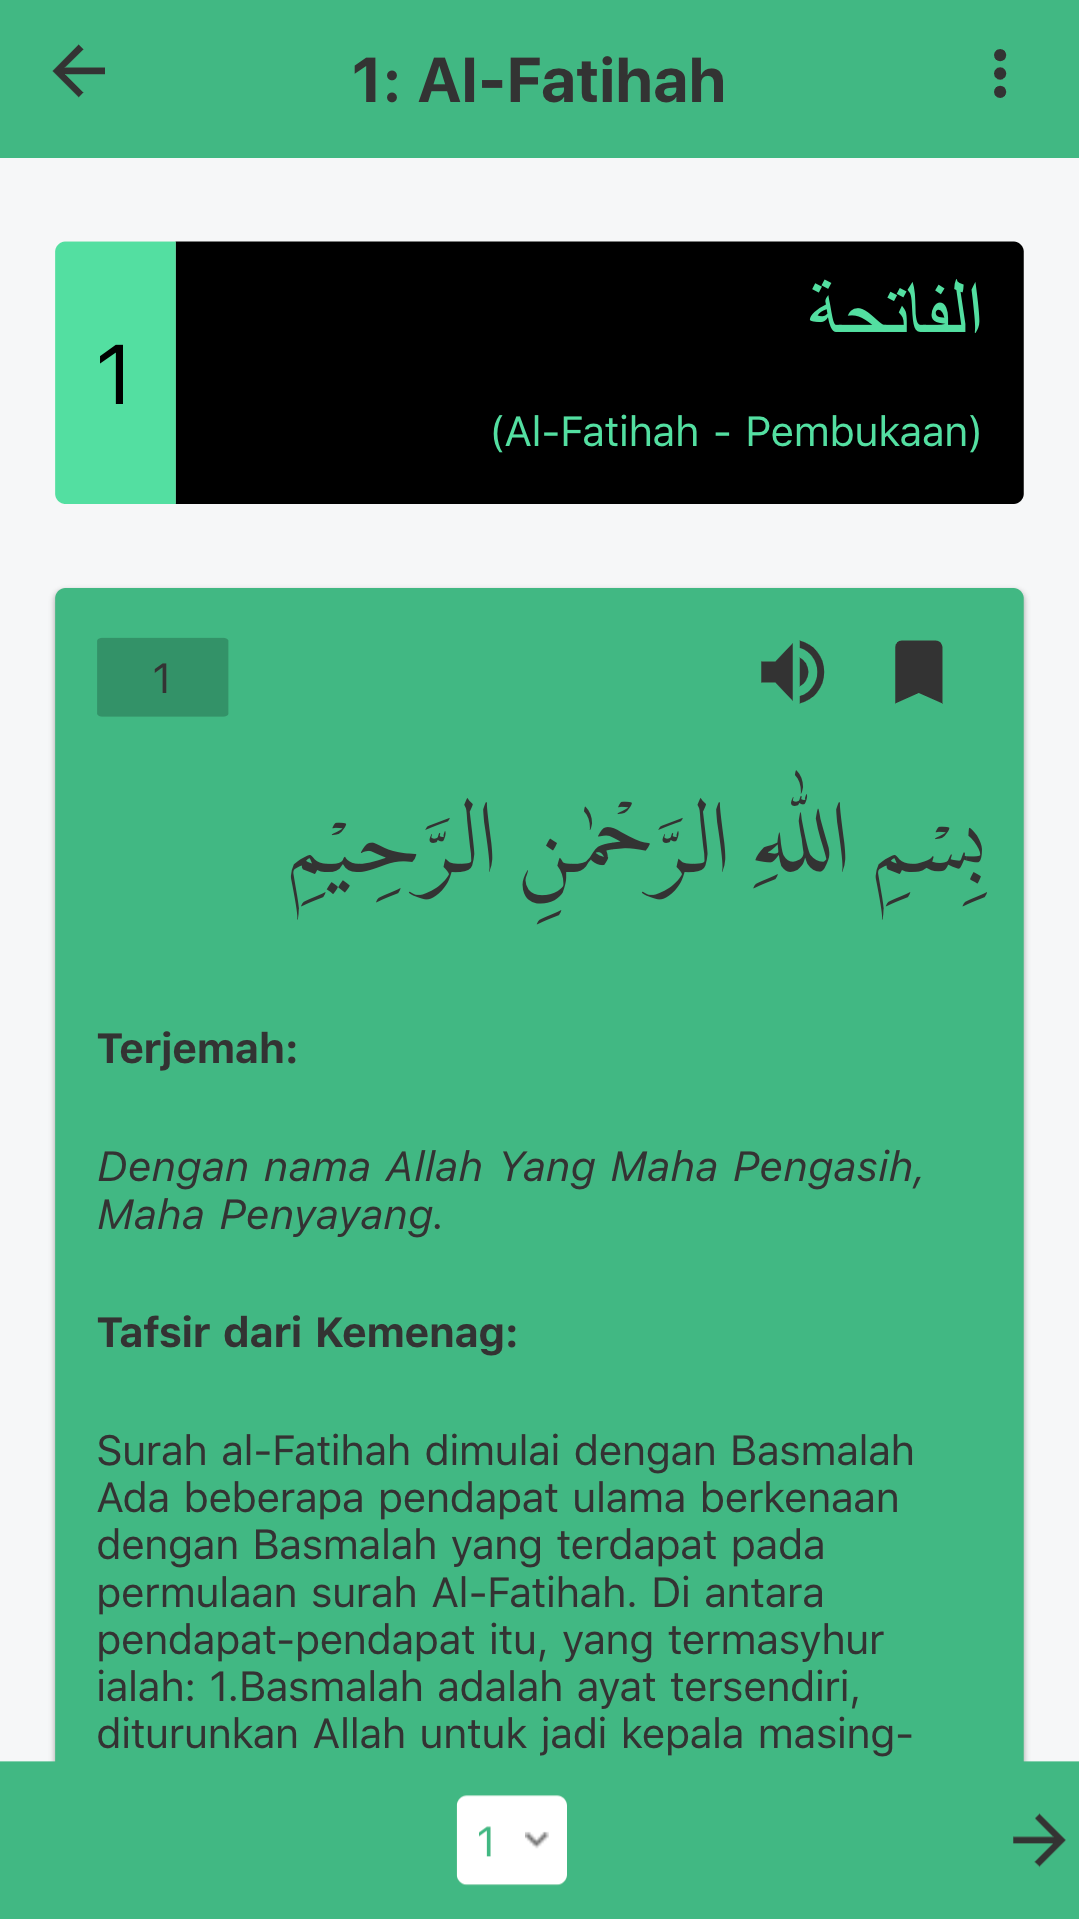 1: Al-Fatihah
1
الفاتحة
(Al-Fatihah - Pembukaan)
1
بِسْمِ اللّٰهِ الرَّحْمٰنِ الرَّحِيْمِ
Terjemah:
Dengan nama Allah Yang Maha Pengasih,
Maha Penyayang.
Tafsir dari Kemenag:
Surah al-Fatihah dimulai dengan Basmalah
Ada beberapa pendapat ulama berkenaan
dengan Basmalah yang terdapat pada
permulaan surah Al-Fatihah. Di antara
pendapat-pendapat itu, yang termasyhur
ialah: 1.Basmalah adalah ayat tersendiri,
diturunkan Allah untuk jadi kepala masing-
1